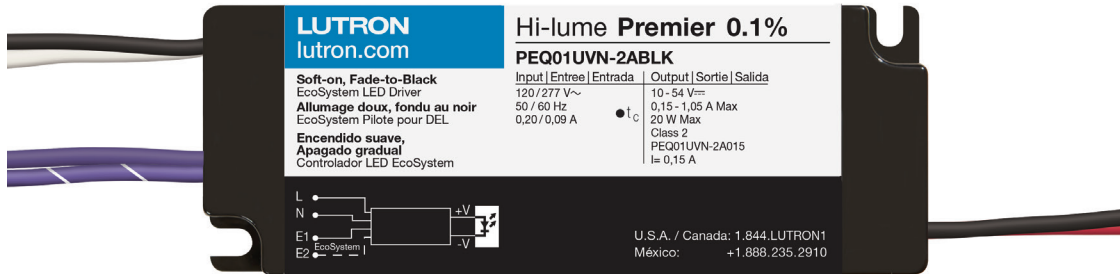 LUTRON
lutron.com
Soft-on, Fade-to-Black
EcoSystem LED Driver
Allumage doux, fondu au noir
EcoSystem Pilote pour DEL
Encendido suave,
Apagado gradual
Controlador LED EcoSystem
Hi-lume Premier 0.1%
PEQ01UVN-2ABLK
Input | Entree | Entrada
120/277 V~
50 / 60 Hz
0,20/0,09 A
tc
Output | Sortie | Salida
10 - 54 V⎓
0,15 - 1,05 A Max
20 W Max
Class 2
PEQ01UVN-2A015
I= 0,15 A
L
N
E1
EcoSystem
E2
+V
-V
U.S.A. / Canada: 1.844.LUTRON1
México: +1.888.235.2910